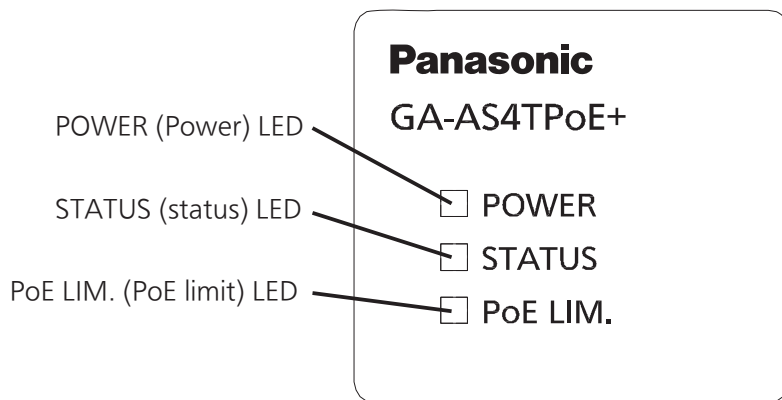 Panasonic
GA-AS4TPoE+
POWER (Power) LED
POWER
STATUS (status) LED
STATUS
PoE LIM. (PoE limit) LED
PoE LIM.